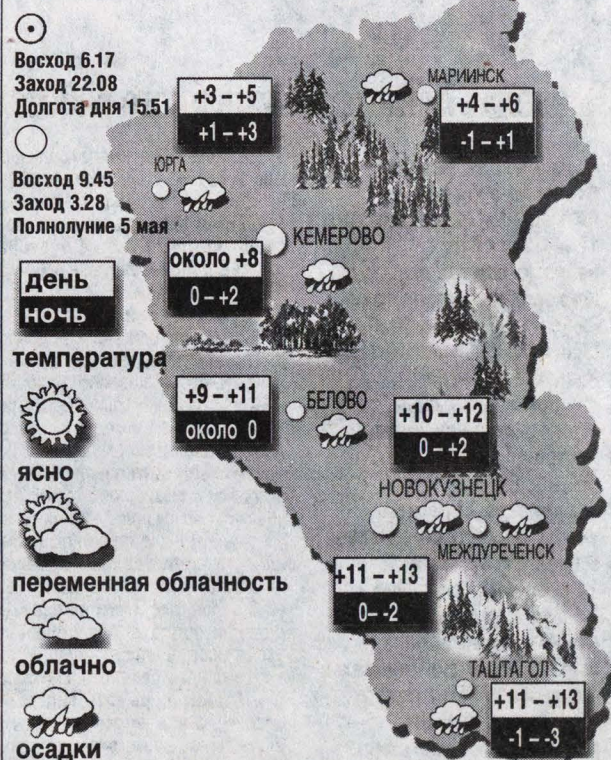 Восход 6.17
Заход 22.08
Долгота дня 15.51
Восход 9.45
Заход 3.28
Полнолуние 5 мая
день
ночь
температура
ясно
переменная облачность
облачно
осадки
+3 – +5
+1 – +3
МАРИИНСК
+4 – +6
-1 – +1
ЮРГА
КЕМЕРОВО
около +8
0 – +2
+9 – +11
около 0
БЕЛОВО
+10 – +12
0 – +2
НОВОКУЗНЕЦК
МЕЖДУРЕЧЕНСК
+11 – +13
0 – -2
ТАШТАГОЛ
+11 – +13
-1 – -3